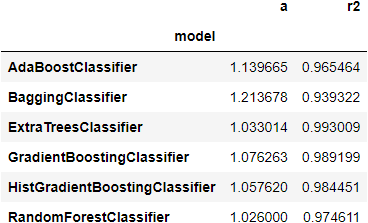 a r2
model
AdaBoostClassifier 1.139665 0.965464
BaggingClassifier 1.213678 0.939322
ExtraTreesClassifier 1.033014 0.993009
GradientBoostingClassifier 1.076263 0.989199
HistGradientBoostingClassifier 1.057620 0.984451
RandomForestClassifier 1.026000 0.974611